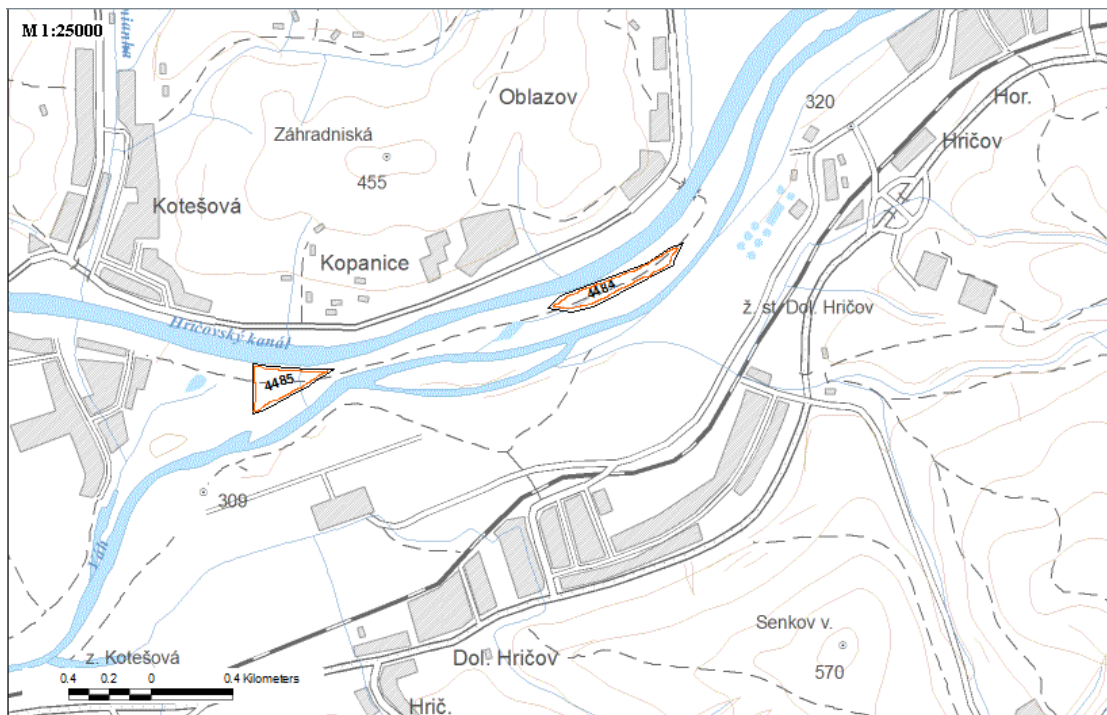 M 1:25000
Oblazov
320
Hor.
Hričov
Záhradniská
455
Kotešová
Kopanice
4484
ž. st. Dol. Hričov
Hričovský kanál
4485
309
Váh
Senkov v.
z. Kotešová
Dol. Hričov
570
0.4 0.2 0 0.4 Kilometers
Hrič.